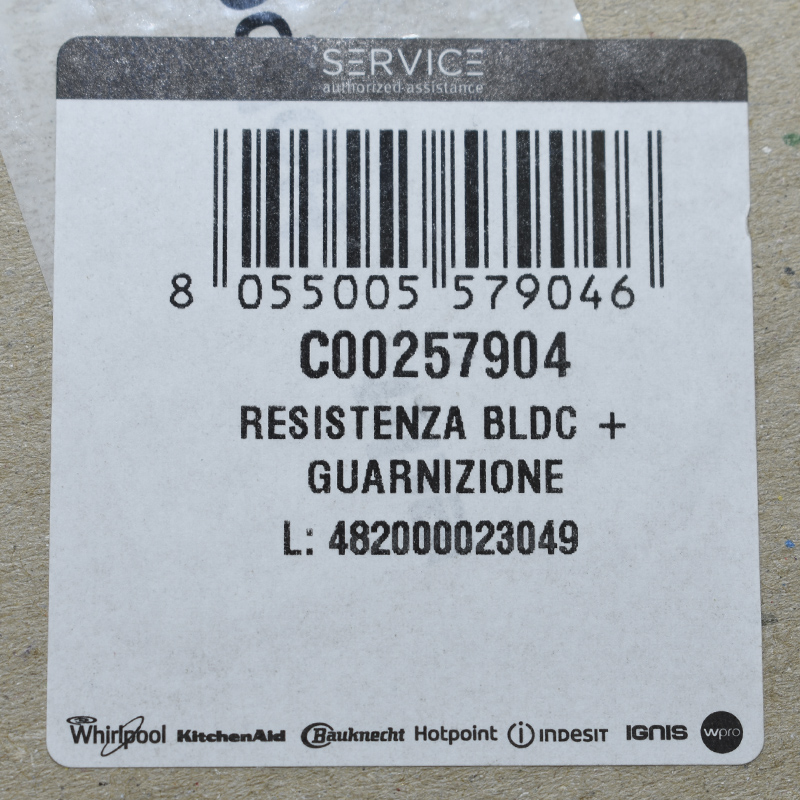 SERVICE
authorized assistance
8 055005 579046
C00257904
RESISTENZA BLDC +
GUARNIZIONE
L: 482000023049
Whirlpool KitchenAid Bauknecht Hotpoint i INDESIT IGNIS wpro